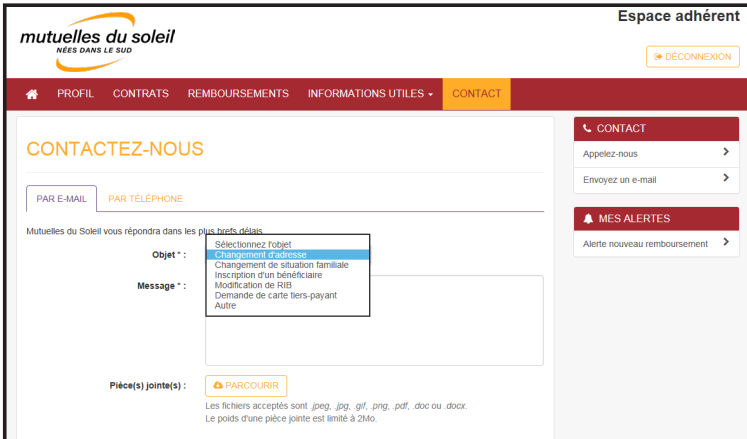 Espace adhérent
mutuelles du soleil
NÉES DANS LE SUD
DÉCONNEXION
PROFIL CONTRATS REMBOURSEMENTS INFORMATIONS UTILES CONTACT
CONTACTEZ-NOUS
PAR E-MAIL PAR TÉLÉPHONE
Mutuelles du Soleil vous répondra dans les plus brefs délais
Objet * :
Sélectionnez l'objet
Changement d'adresse
Changement de situation familiale
Inscription d'un bénéficiaire
Modification de RIB
Demande de carte tiers-payant
Autre
Message * :
Pièce(s) jointe(s) :
PARCOURIR
Les fichiers acceptés sont .jpeg, .jpg, .gif, .png, .pdf, .doc ou .docx.
Le poids d'une pièce jointe est limité à 2Mo.
CONTACT
Appelez-nous
Envoyez un e-mail
MES ALERTES
Alerte nouveau remboursement